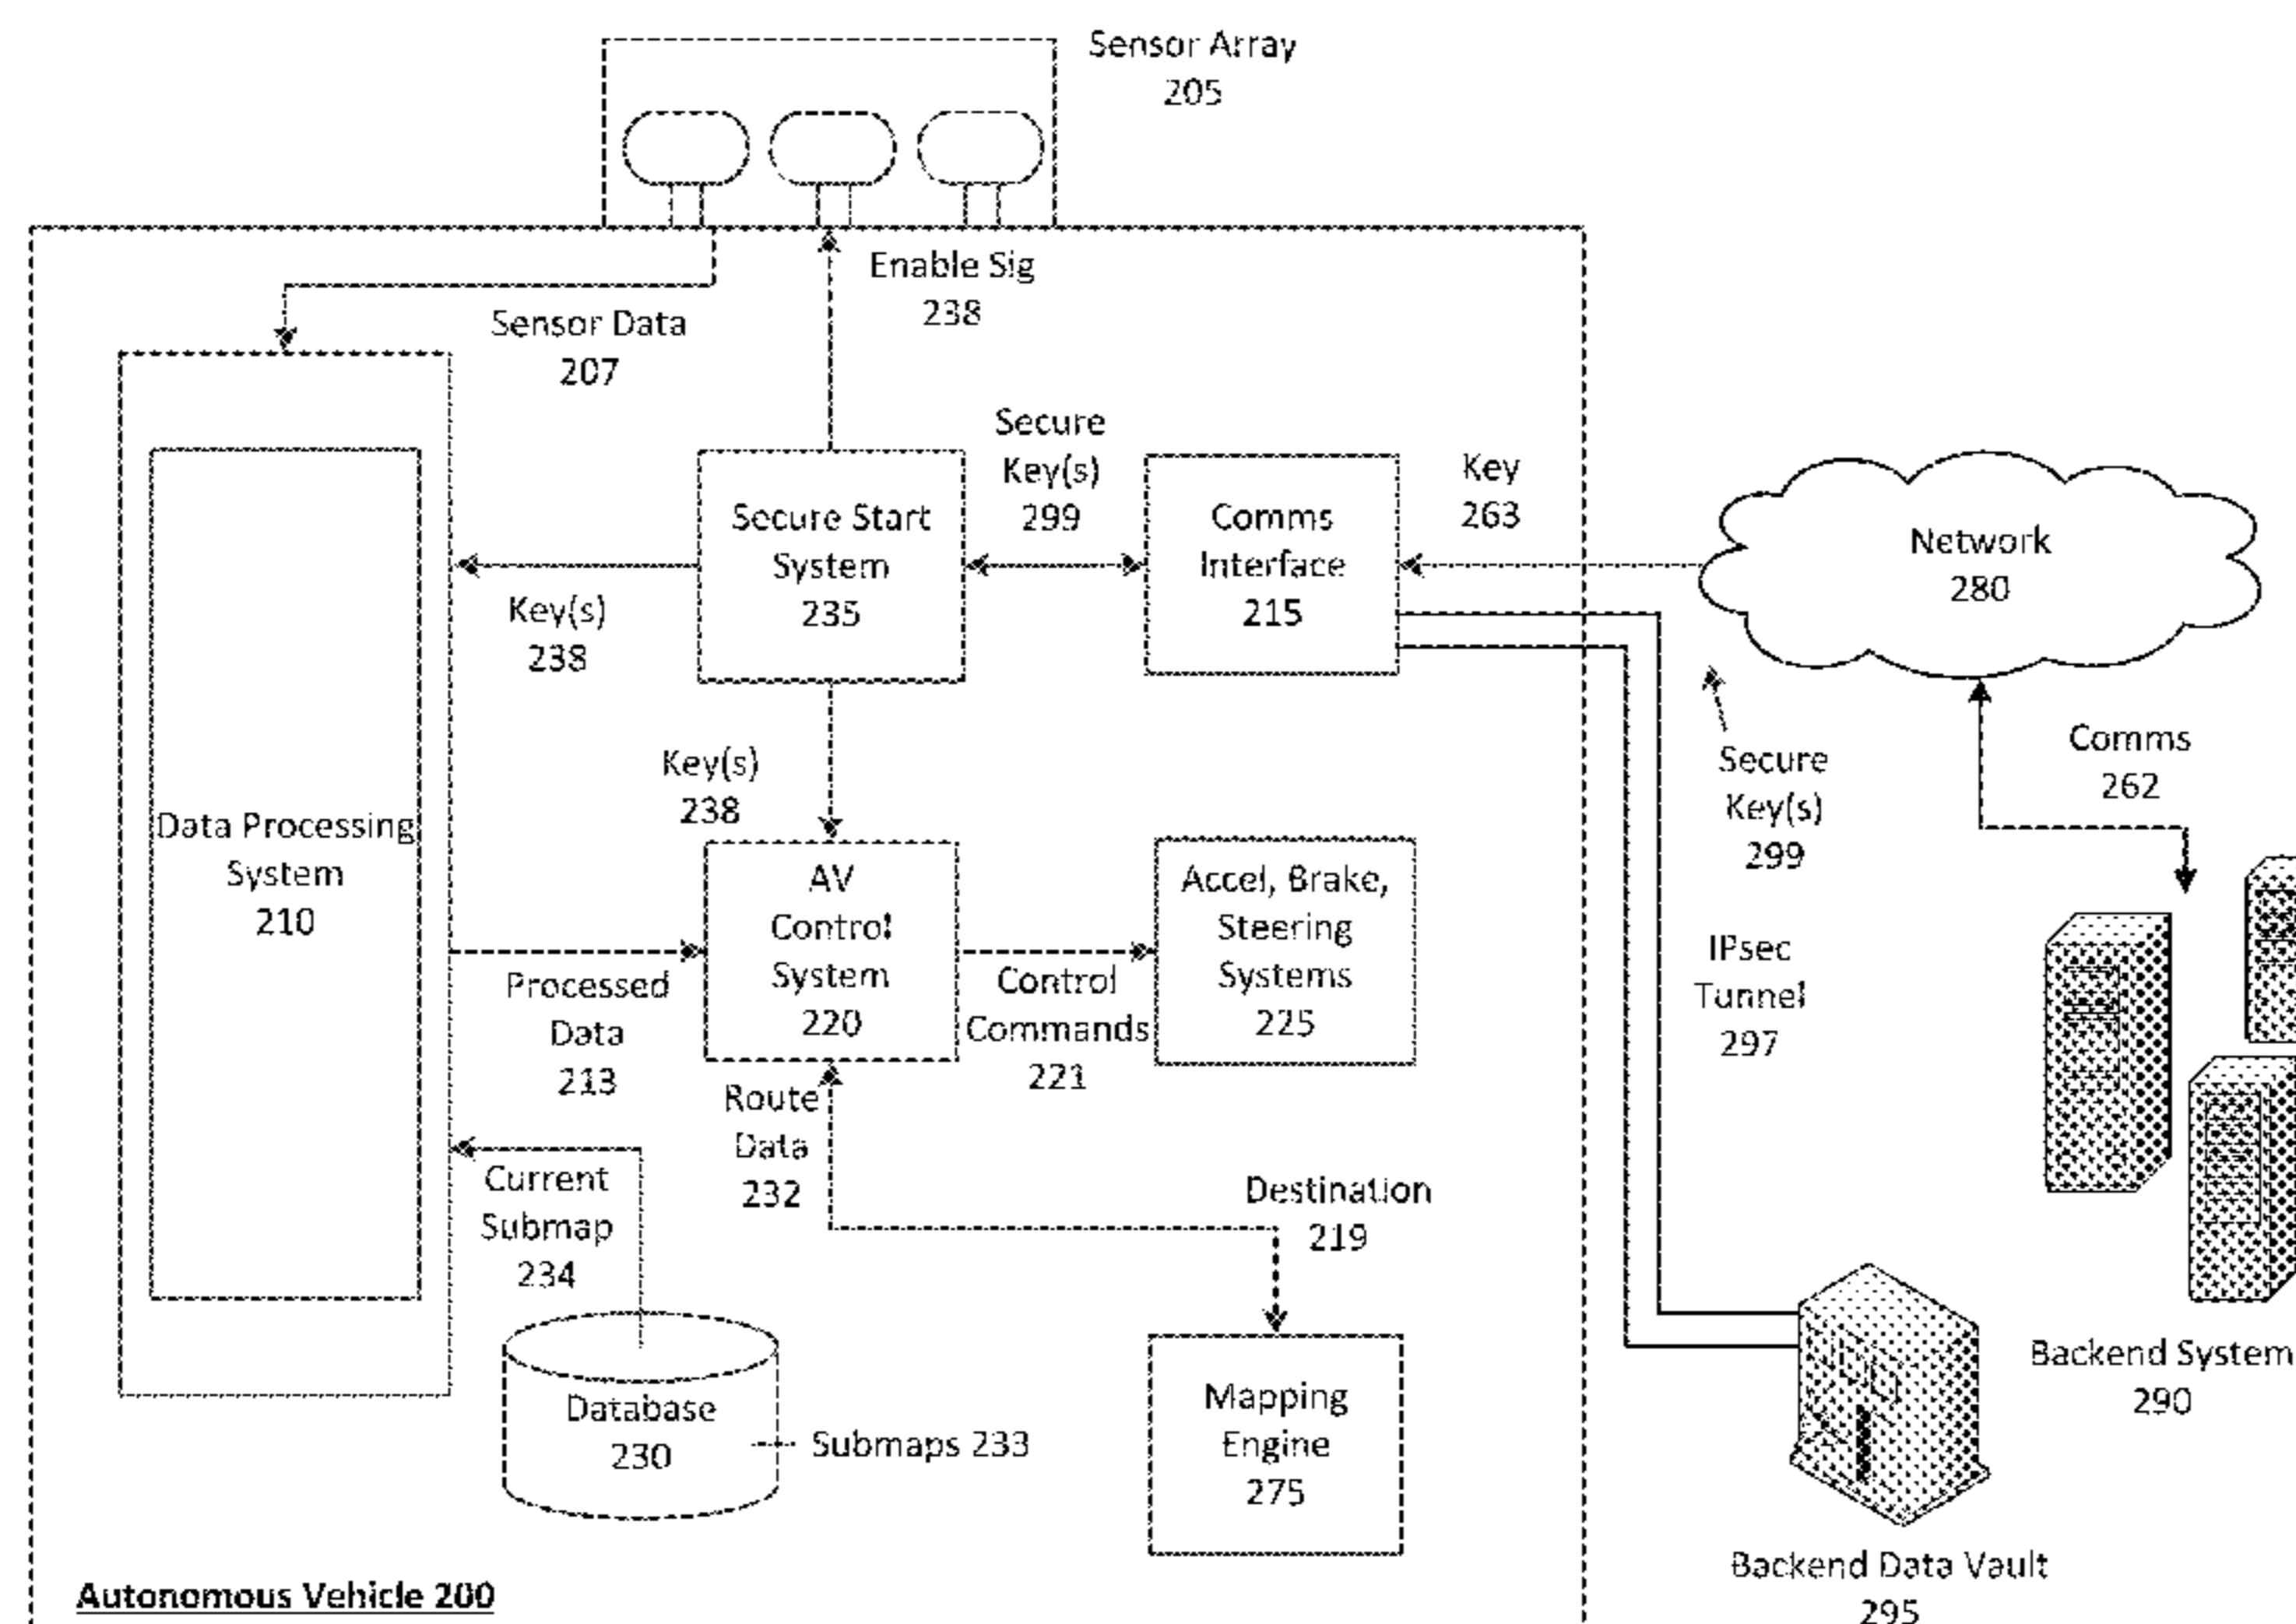 Sensor Array
205
Enable Sig
238
Sensor Data
207
Secure
Key(s)
299
Key
263
Secure Start
System
235
Comms
Interface
215
Network
280
Key(s)
238
Key(s)
238
Secure
Key(s)
299
Comms
262
Data Processing
System
210
AV
Control
System
220
Accel, Brake,
Steering
Systems
225
IPsec
Tunnel
297
Processed
Data
213
Control
Commands
221
Route
Data
232
Current
Submap
234
Destination
219
Database
230
Submaps 233
Mapping
Engine
275
Backend System
290
Backend Data Vault
295
Autonomous Vehicle 200